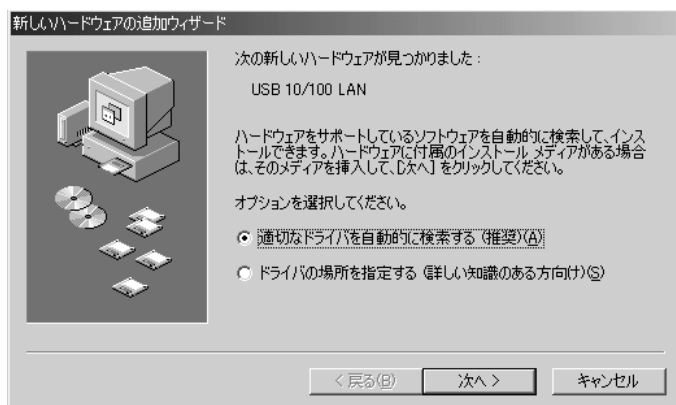 新しいハードウェアの追加ウィザード
次の新しいハードウェアが見つかりました :
USB 10/100 LAN
ハードウェアをサポートしているソフトウェアを自動的に検索して、インス
トールできます。ハードウェアに付属のインストール メディアがある場合
は、そのメディアを挿入して、[次へ] をクリックしてください。
オプションを選択してください。
適切なドライバを自動的に検索する (推奨)(A)
ドライバの場所を指定する (詳しい知識のある方向け)(S)
< 戻る(B)
次へ >
キャンセル